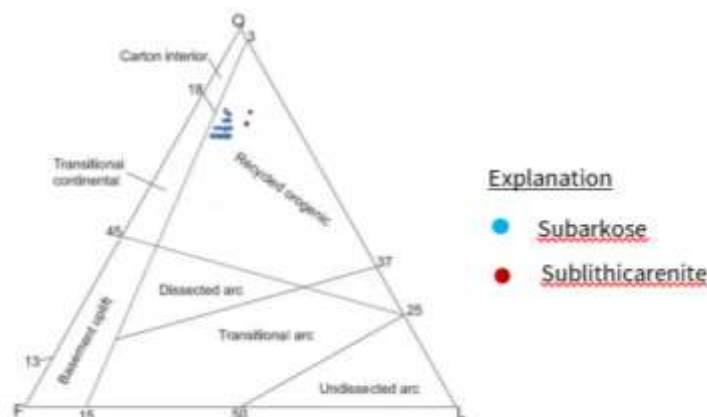 Q
3
Carton interior
18
Recycled orogenic
Transitional
continental
Explanation
Subarkose
Sublithicarenite
45
37
Dissected arc
25
Transitional arc
Basement uplift
13
Undissected arc
F
15
50
L